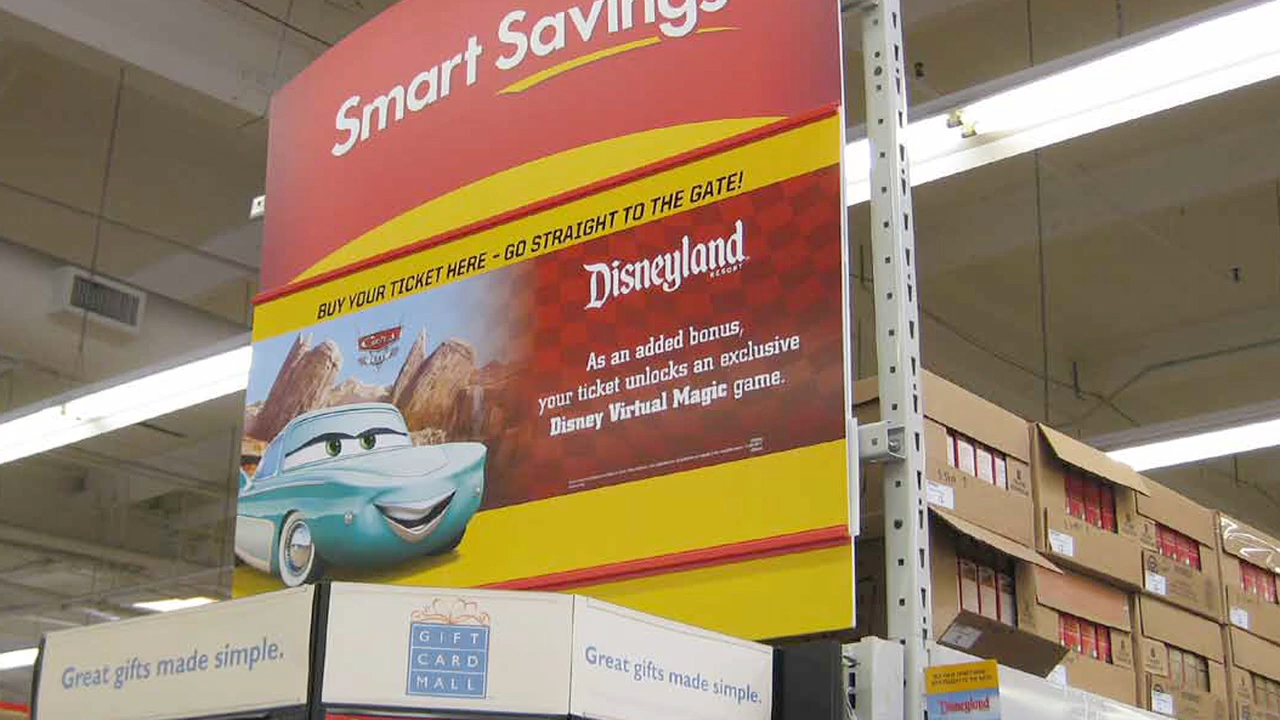 Smart Savings
BUY YOUR TICKET HERE - GO STRAIGHT TO THE GATE!
Disneyland
RESORT
Cars
As an added bonus,
your ticket unlocks an exclusive
Disney Virtual Magic game.
Great gifts made simple.
GIFT
CARD
MALL
Great gifts made simple.
Disneyland